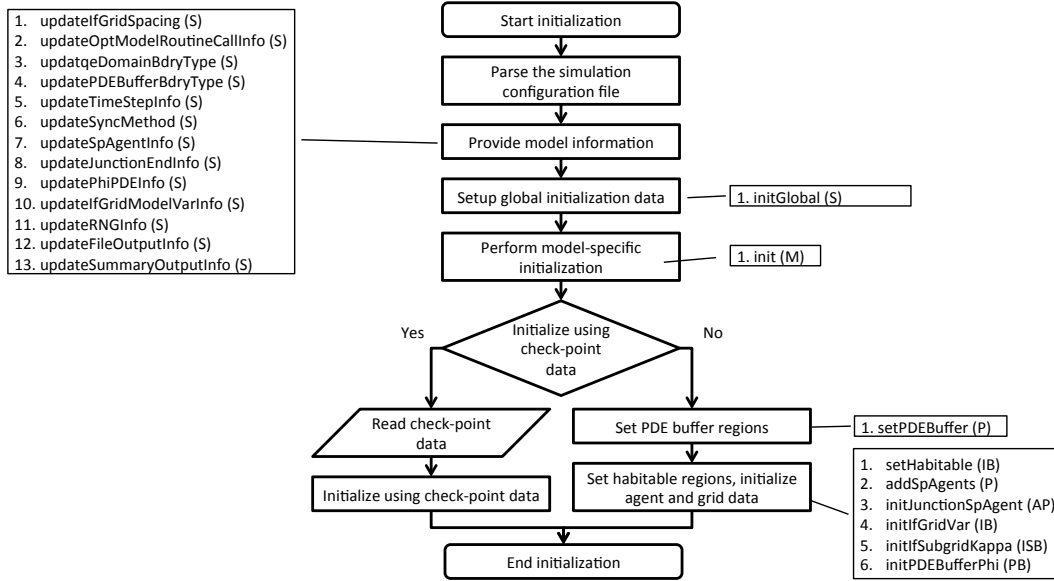 1. updateIfGridSpacing (S)
2. updateOptModelRoutineCallInfo (S)
3. updatqeDomainBdryType (S)
4. updatePDEBufferBdryType (S)
5. updateTimeStepInfo (S)
6. updateSyncMethod (S)
7. updateSpAgentInfo (S)
8. updateJunctionEndInfo (S)
9. updatePhiPDEInfo (S)
10. updateIfGridModelVarInfo (S)
11. updateRNGInfo (S)
12. updateFileOutputInfo (S)
13. updateSummaryOutputInfo (S)
Start initialization
Parse the simulation
configuration file
Provide model information
Setup global initialization data
1. initGlobal (S)
Perform model-specific
initialization
1. init (M)
Initialize using
check-point
data
Yes
No
Read check-point
data
Initialize using check-point data
Set PDE buffer regions
1. setPDEBuffer (P)
Set habitable regions, initialize
agent and grid data
1. setHabitable (IB)
2. addSpAgents (P)
3. initJunctionSpAgent (AP)
4. initIfGridVar (IB)
5. initIfSubgridKappa (ISB)
6. initPDEBufferPhi (PB)
End initialization